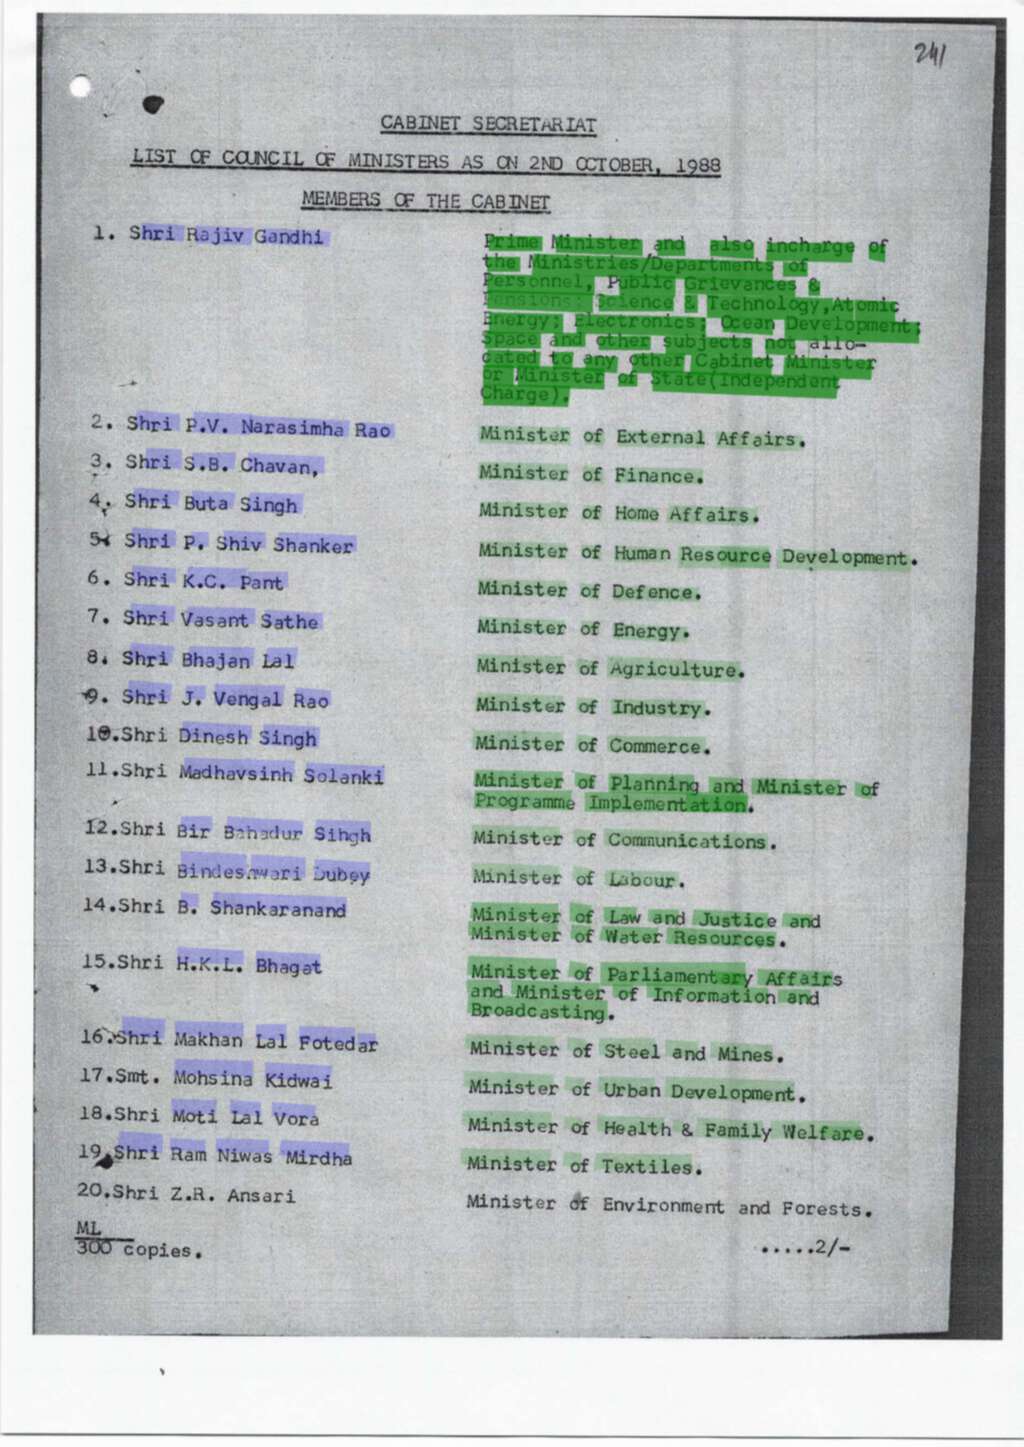 241
CABINET SECRETARIAT
LIST OF COUNCIL OF MINISTERS AS ON 2ND OCTOBER, 1988
MEMBERS OF THE CABINET
1. Shri Rajiv Gandhi
Prime Minister and also incharge of
the Ministries/Departments of
Personnel, Public Grievances &
Pensions; Science & Technology, Atomic
Energy; Electronics; Ocean Development;
Space and other subjects not allo-
cated to any other Cabinet Minister
or Minister of State(Independent
Charge).
2. Shri P.V. Narasimha Rao Minister of External Affairs.
3. Shri S.B. Chavan, Minister of Finance.
4. Shri Buta Singh Minister of Home Affairs.
5. Shri P. Shiv Shanker Minister of Human Resource Development.
6. Shri K.C. Pant Minister of Defence.
7. Shri Vasant Sathe Minister of Energy.
8. Shri Bhajan Lal Minister of Agriculture.
9. Shri J. Vengal Rao Minister of Industry.
10.Shri Dinesh Singh Minister of Commerce.
11.Shri Madhavsinh Solanki Minister of Planning and Minister of
Programme Implementation.
12.Shri Bir Bahadur Singh Minister of Communications.
13.Shri Bindeshwari Dubey Minister of Labour.
14.Shri B. Shankaranand Minister of Law and Justice and
Minister of Water Resources.
15.Shri H.K.L. Bhagat Minister of Parliamentary Affairs
and Minister of Information and
Broadcasting.
16.Shri Makhan Lal Fotedar Minister of Steel and Mines.
17.Smt. Mohsina Kidwai Minister of Urban Development.
18.Shri Moti Lal Vora Minister of Health & Family Welfare.
19.Shri Ram Niwas Mirdha Minister of Textiles.
20.Shri Z.R. Ansari Minister of Environment and Forests.
ML
300 copies. .....2/-